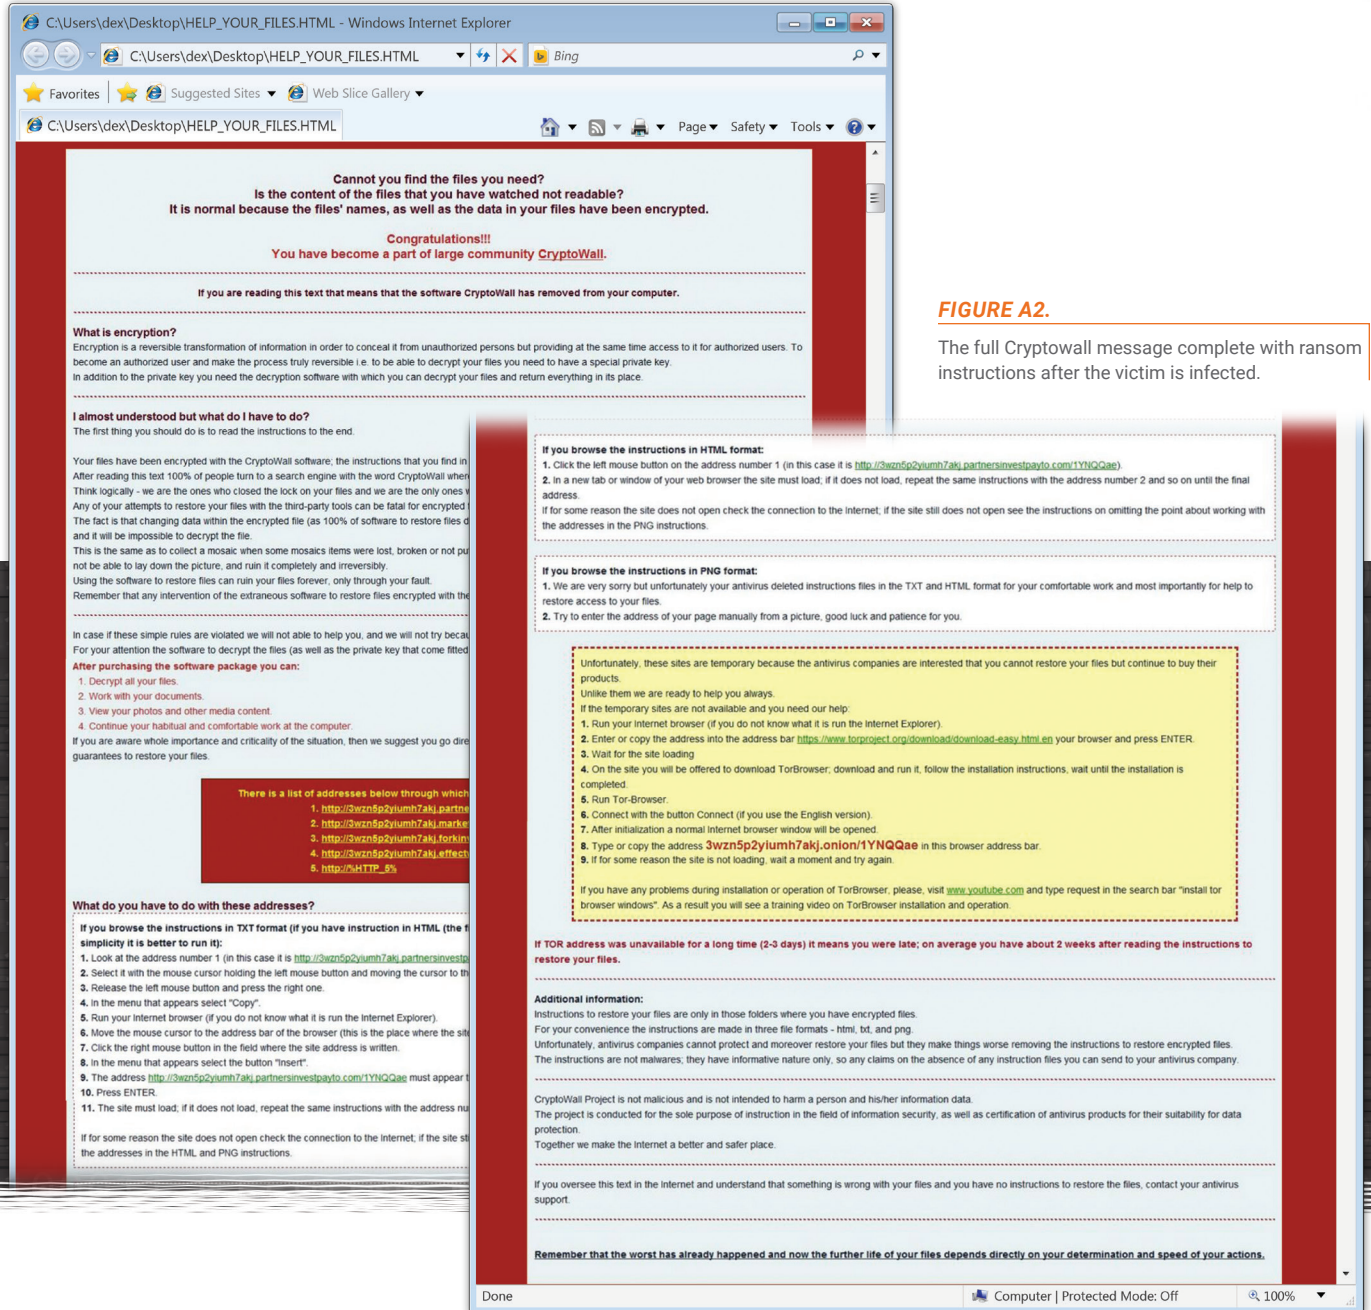 C:\Users\dex\Desktop\HELP_YOUR_FILES.HTML - Windows Internet Explorer
C:\Users\dex\Desktop\HELP_YOUR_FILES.HTML
Bing
Favorites
Suggested Sites
Web Slice Gallery
C:\Users\dex\Desktop\HELP_YOUR_FILES.HTML
Page
Safety
Tools
Cannot you find the files you need?
Is the content of the files that you have watched not readable?
It is normal because the files' names, as well as the data in your files have been encrypted.
Congratulations!!!
You have become a part of large community CryptoWall.
If you are reading this text that means that the software CryptoWall has removed from your computer.
What is encryption?
Encryption is a reversible transformation of information in order to conceal it from unauthorized persons but providing at the same time access to it for authorized users. To
become an authorized user and make the process truly reversible i.e. to be able to decrypt your files you need to have a special private key.
In addition to the private key you need the decryption software with which you can decrypt your files and return everything in its place.
I almost understood but what do I have to do?
The first thing you should do is to read the instructions to the end.
Your files have been encrypted with the CryptoWall software; the instructions that you find in
After reading this text 100% of people turn to a search engine with the word CryptoWall wher
Think logically - we are the ones who closed the lock on your files and we are the only ones
Any of your attempts to restore your files with the third-party tools can be fatal for encrypted
The fact is that changing data within the encrypted file (as 100% of software to restore files d
and it will be impossible to decrypt the file.
This is the same as to collect a mosaic when some mosaics items were lost, broken or not pu
not be able to lay down the picture, and ruin it completely and irreversibly.
Using the software to restore files can ruin your files forever, only through your fault.
Remember that any intervention of the extraneous software to restore files encrypted with the
In case if these simple rules are violated we will not able to help you, and we will not try becau
For your attention the software to decrypt the files (as well as the private key that come fitted
After purchasing the software package you can:
1. Decrypt all your files.
2. Work with your documents.
3. View your photos and other media content.
4. Continue your habitual and comfortable work at the computer.
If you are aware whole importance and criticality of the situation, then we suggest you go dire
guarantees to restore your files.
There is a list of addresses below through which
1. http://3wzn5p2yiumh7akj.partne
2. http://3wzn5p2yiumh7akj.marke
3. http://3wzn5p2yiumh7akj.forkin
4. http://3wzn5p2yiumh7akj.effect
5. http://%HTTP_5%
What do you have to do with these addresses?
If you browse the instructions in TXT format (if you have instruction in HTML (the f
simplicity it is better to run it):
1. Look at the address number 1 (in this case it is http://3wzn5p2yiumh7akj.partnersinvestp
2. Select it with the mouse cursor holding the left mouse button and moving the cursor to th
3. Release the left mouse button and press the right one.
4. In the menu that appears select "Copy".
5. Run your Internet browser (if you do not know what it is run the Internet Explorer).
6. Move the mouse cursor to the address bar of the browser (this is the place where the site
7. Click the right mouse button in the field where the site address is written.
8. In the menu that appears select the button "Insert".
9. The address http://3wzn5p2yiumh7akj.partnersinvestpayto.com/1YNQQae must appear t
10. Press ENTER.
11. The site must load; if it does not load, repeat the same instructions with the address nu
If for some reason the site does not open check the connection to the Internet; if the site sti
the addresses in the HTML and PNG instructions.
FIGURE A2.
The full Cryptowall message complete with ransom
instructions after the victim is infected.
If you browse the instructions in HTML format:
1. Click the left mouse button on the address number 1 (in this case it is http://3wzn5p2yiumh7akj.partnersinvestpayto.com/1YNQQae).
2. In a new tab or window of your web browser the site must load; if it does not load, repeat the same instructions with the address number 2 and so on until the final
address.
If for some reason the site does not open check the connection to the Internet; if the site still does not open see the instructions on omitting the point about working with
the addresses in the PNG instructions.
If you browse the instructions in PNG format:
1. We are very sorry but unfortunately your antivirus deleted instructions files in the TXT and HTML format for your comfortable work and most importantly for help to
restore access to your files.
2. Try to enter the address of your page manually from a picture, good luck and patience for you.
Unfortunately, these sites are temporary because the antivirus companies are interested that you cannot restore your files but continue to buy their
products.
Unlike them we are ready to help you always.
If the temporary sites are not available and you need our help:
1. Run your Internet browser (if you do not know what it is run the Internet Explorer).
2. Enter or copy the address into the address bar https://www.torproject.org/download/download-easy.html.en your browser and press ENTER.
3. Wait for the site loading
4. On the site you will be offered to download TorBrowser; download and run it, follow the installation instructions, wait until the installation is
completed.
5. Run Tor-Browser.
6. Connect with the button Connect (if you use the English version).
7. After initialization a normal Internet browser window will be opened.
8. Type or copy the address 3wzn5p2yiumh7akj.onion/1YNQQae in this browser address bar.
9. If for some reason the site is not loading, wait a moment and try again.
If you have any problems during installation or operation of TorBrowser, please, visit www.youtube.com and type request in the search bar "install tor
browser windows". As a result you will see a training video on TorBrowser installation and operation.
If TOR address was unavailable for a long time (2-3 days) it means you were late; on average you have about 2 weeks after reading the instructions to
restore your files.
Additional information:
Instructions to restore your files are only in those folders where you have encrypted files.
For your convenience the instructions are made in three file formats - html, txt, and png.
Unfortunately, antivirus companies cannot protect and moreover restore your files but they make things worse removing the instructions to restore encrypted files.
The instructions are not malwares; they have informative nature only, so any claims on the absence of any instruction files you can send to your antivirus company.
CryptoWall Project is not malicious and is not intended to harm a person and his/her information data.
The project is conducted for the sole purpose of instruction in the field of information security, as well as certification of antivirus products for their suitability for data
protection.
Together we make the Internet a better and safer place.
If you oversee this text in the Internet and understand that something is wrong with your files and you have no instructions to restore the files, contact your antivirus
support.
Remember that the worst has already happened and now the further life of your files depends directly on your determination and speed of your actions.
Done
Computer | Protected Mode: Off
100%